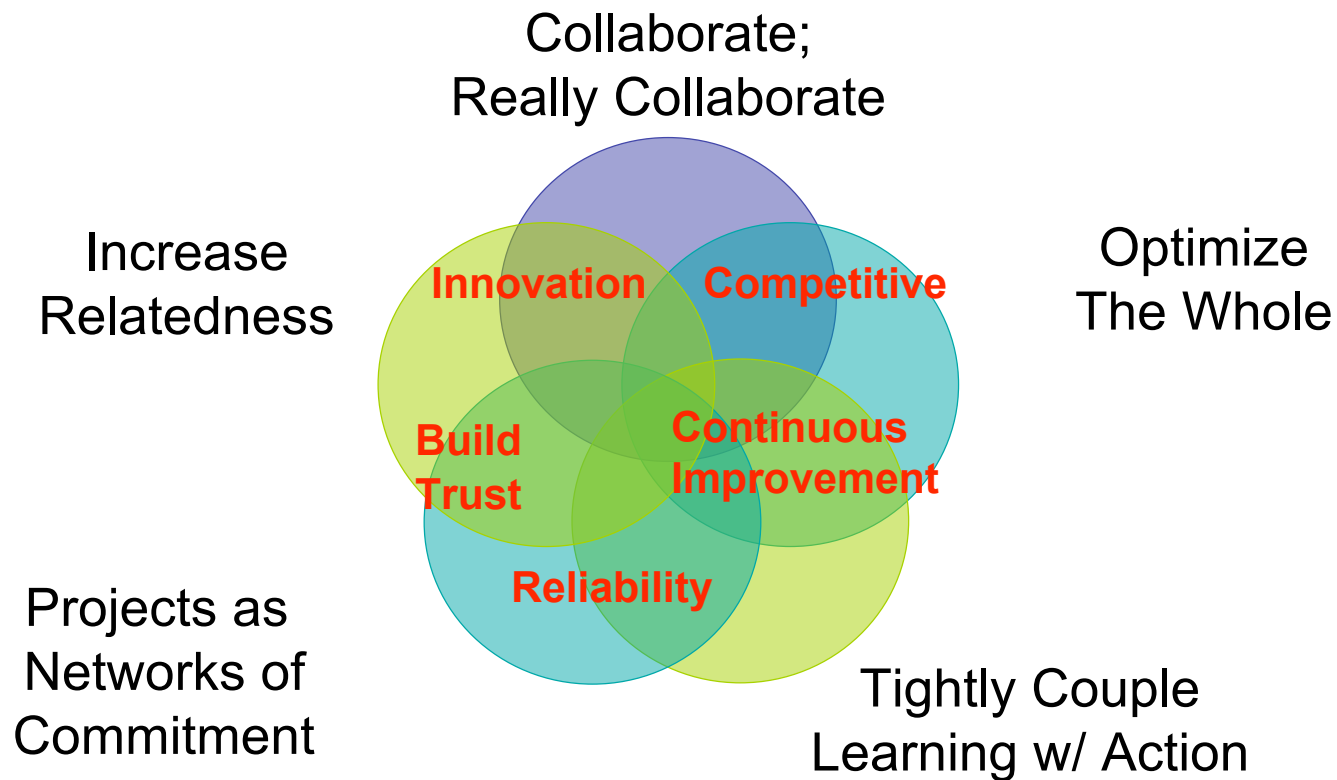 Collaborate;
Really Collaborate
Increase
Relatedness
Innovation
Competitive
Optimize
The Whole
Build
Trust
Continuous
Improvement
Reliability
Projects as
Networks of
Commitment
Tightly Couple
Learning w/ Action